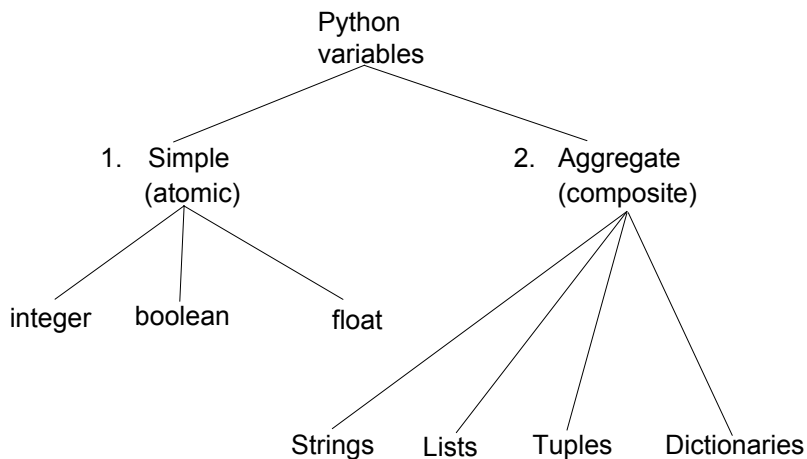 Python
variables
1. Simple
(atomic)
2. Aggregate
(composite)
integer
boolean
float
Strings
Lists
Tuples
Dictionaries